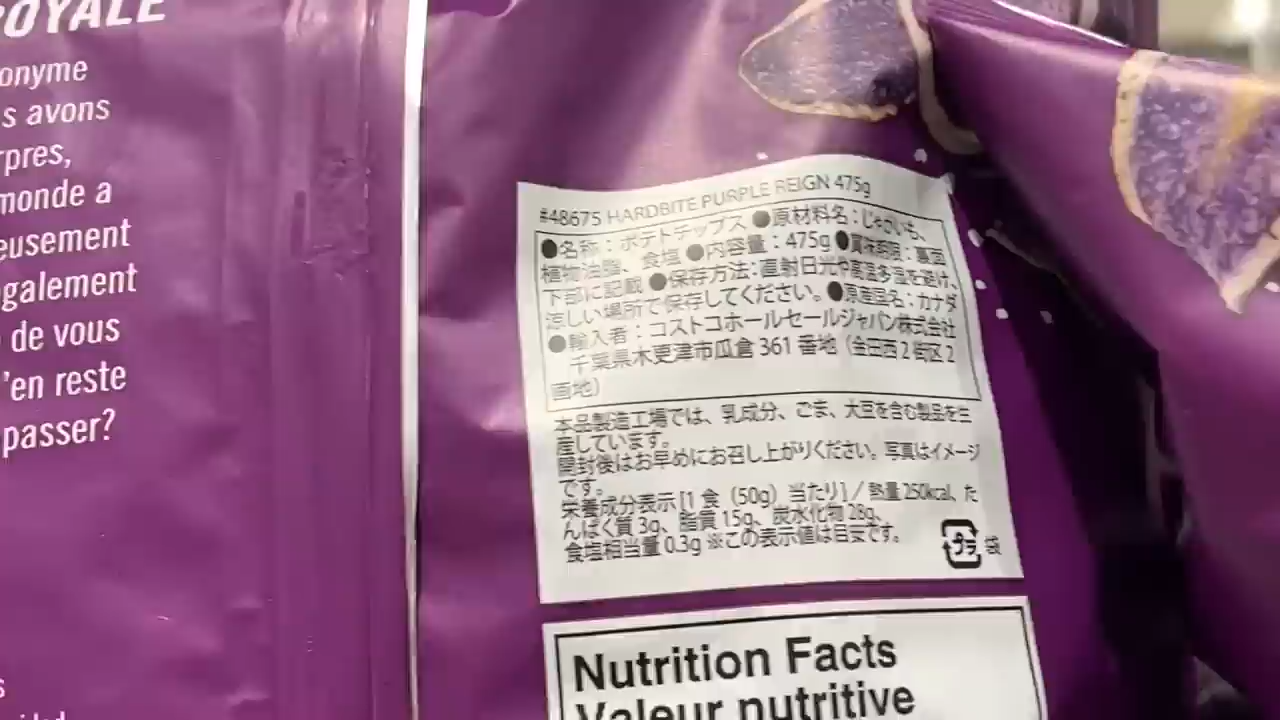 OYALE
onyme
s avons
rpres,
monde a
eusement
également
de vous
'en reste
passer?
#48675 HARDBITE PURPLE REIGN 475g
●名称：ポテトチップス ●原材料名：じゃがいも、
植物油脂、食塩 ●内容量：475g ●賞味期限：裏面
下部に記載 ●保存方法：直射日光や高温多湿を避け、
涼しい場所で保存してください。●原産国名：カナダ
●輸入者：コストコホールセールジャパン株式会社
千葉県木更津市瓜倉 361 番地（金田西2街区2
画地）
本品製造工場では、乳成分、ごま、大豆を含む製品を生
産しています。
開封後はお早めにお召し上がりください。写真はイメージ
です。
栄養成分表示 [1 食（50g）当たり] / 熱量 250kcal、た
んぱく質 3g、脂質 15g、炭水化物 28g、
食塩相当量 0.3g ※この表示値は目安です。
プラ 袋
Nutrition Facts
Valeur nutritive